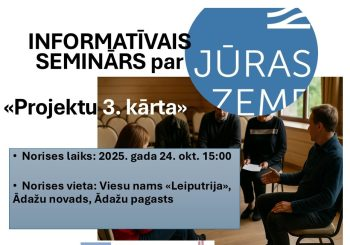 INFORMATĪVAIS
SEMINĀRS par
JŪRAS
ZEME
«Projektu 3. kārta»
• Norises laiks: 2025. gada 24. okt. 15:00
• Norises vieta: Viesu nams «Leiputrija»,
Ādažu novads, Ādažu pagasts